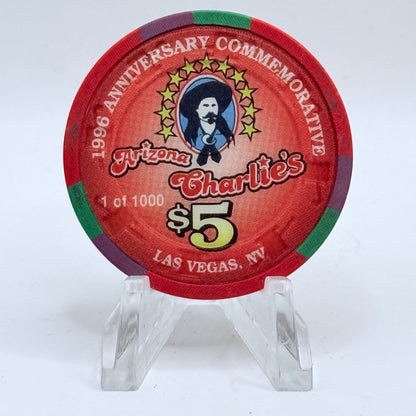 1996 ANNIVERSARY COMMEMORATIVE
Arizona
Charlie's
1 of 1000
$5
LAS VEGAS, NV